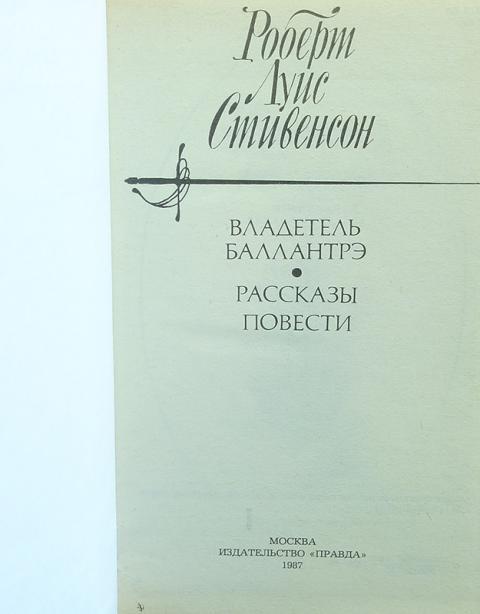 Роберт
Луис
Стивенсон
ВЛАДЕТЕЛЬ
БАЛЛАНТРЭ
•
РАССКАЗЫ
ПОВЕСТИ
МОСКВА
ИЗДАТЕЛЬСТВО «ПРАВДА»
1987